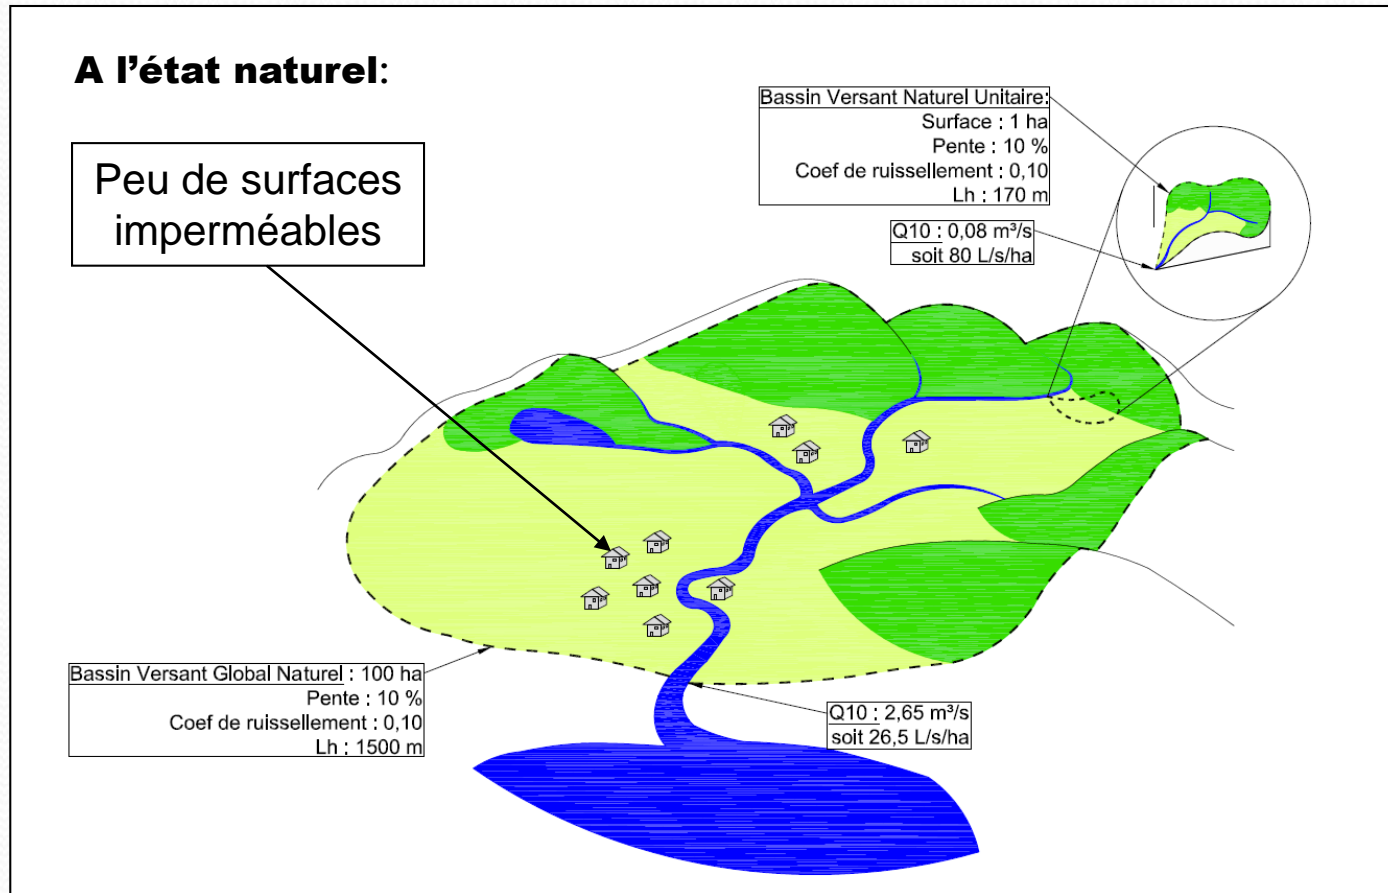 A l’état naturel:
Peu de surfaces
imperméables
Bassin Versant Naturel Unitaire:
Surface : 1 ha
Pente : 10 %
Coef de ruissellement : 0,10
Lh : 170 m
Q10 : 0,08 m³/s
soit 80 L/s/ha
Bassin Versant Global Naturel : 100 ha
Pente : 10 %
Coef de ruissellement : 0,10
Lh : 1500 m
Q10 : 2,65 m³/s
soit 26,5 L/s/ha